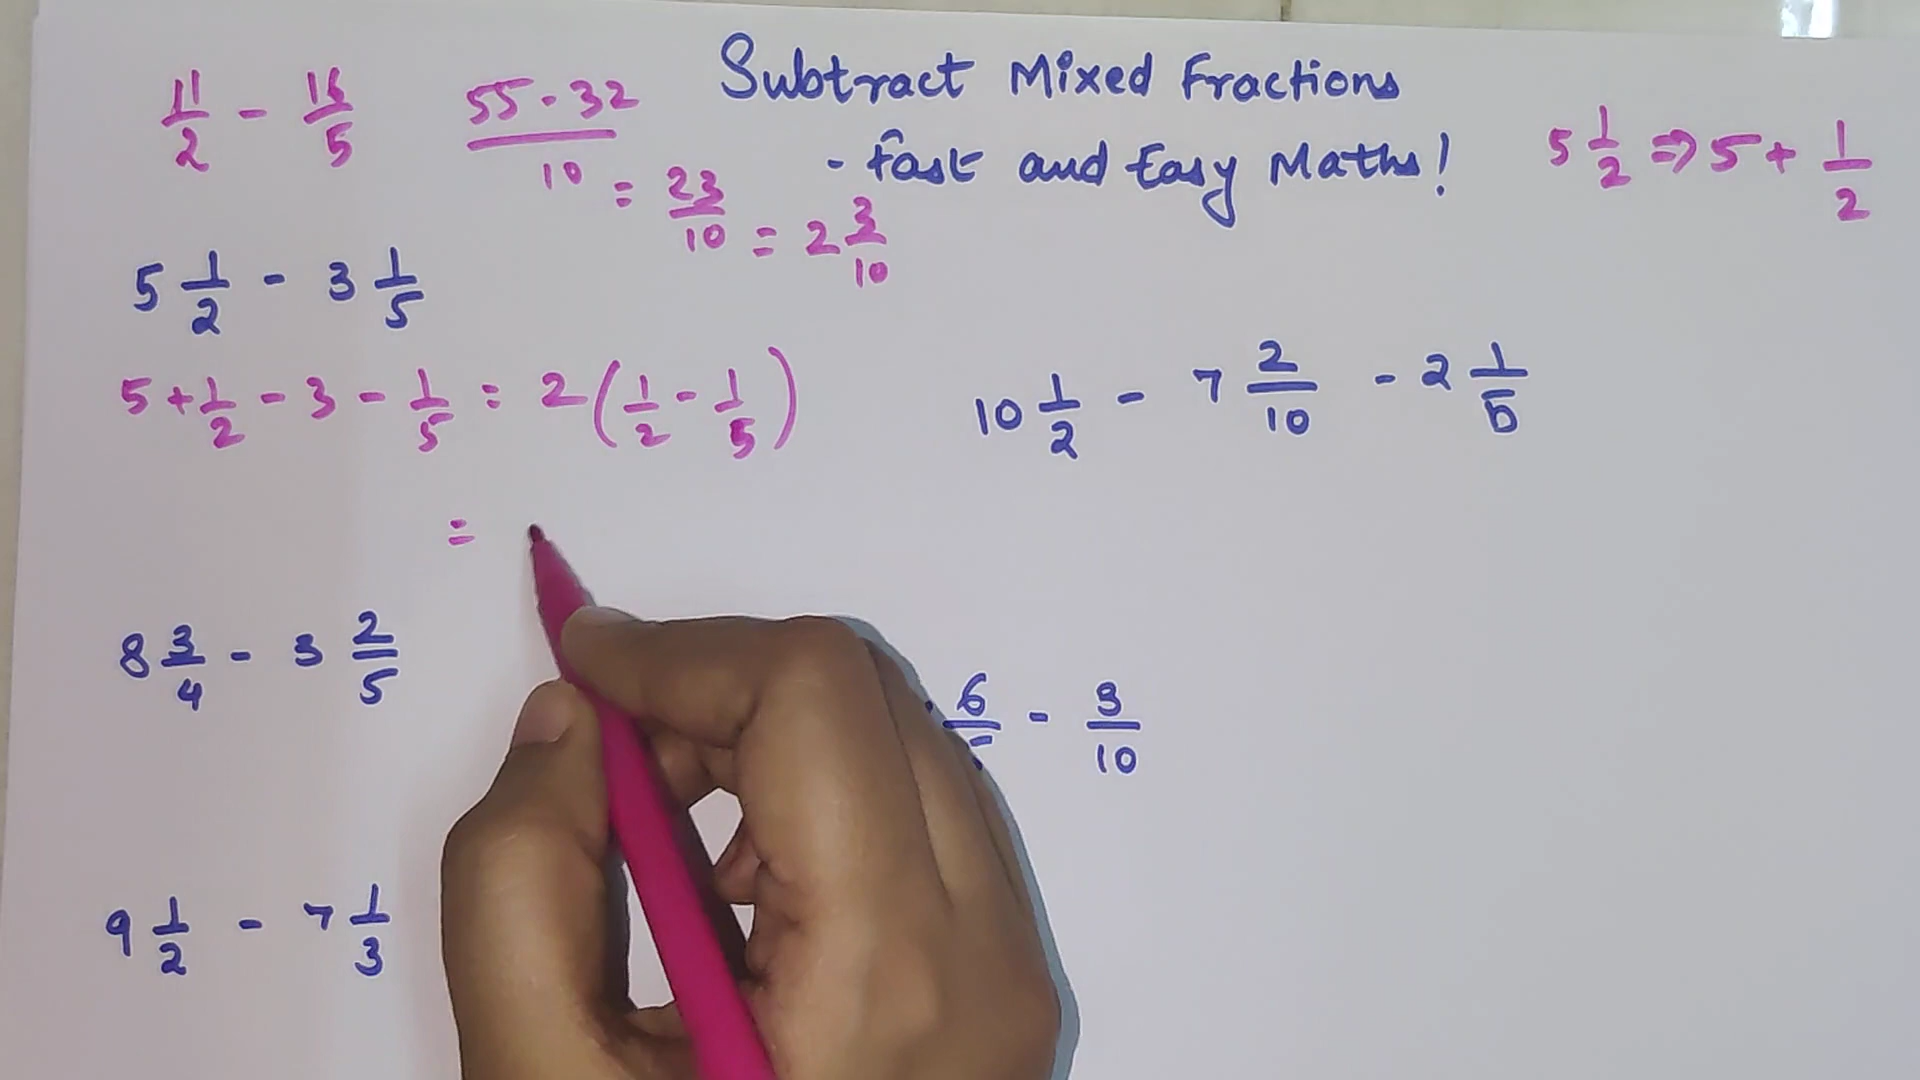 Subtract Mixed Fractions
- Fast and Easy Maths!
11/2 - 16/5
55-32/10 = 23/10 = 2 3/10
5 1/2 ⇒ 5 + 1/2
5 1/2 - 3 1/5
5 + 1/2 - 3 - 1/5 = 2(1/2 - 1/5)
=
10 1/2 - 7 2/10 - 2 1/5
8 3/4 - 3 2/5
6 - 3/10
9 1/2 - 7 1/3